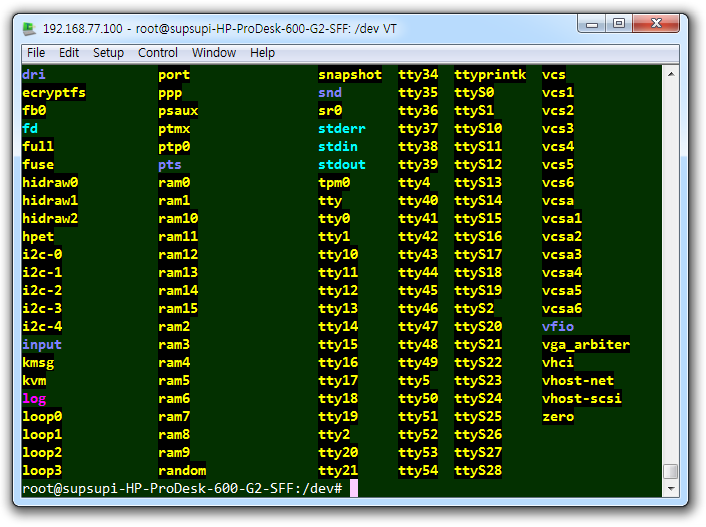 192.168.77.100 - root@supsupi-HP-ProDesk-600-G2-SFF: /dev VT
File Edit Setup Control Window Help
dri port snapshot tty34 ttyprintk vcs
ecryptfs ppp snd tty35 ttyS0 vcs1
fb0 psaux sr0 tty36 ttyS1 vcs2
fd ptmx stderr tty37 ttyS10 vcs3
full ptp0 stdin tty38 ttyS11 vcs4
fuse pts stdout tty39 ttyS12 vcs5
hidraw0 ram0 tpm0 tty4 ttyS13 vcs6
hidraw1 ram1 tty tty40 ttyS14 vcsa
hidraw2 ram10 tty0 tty41 ttyS15 vcsa1
hpet ram11 tty1 tty42 ttyS16 vcsa2
i2c-0 ram12 tty10 tty43 ttyS17 vcsa3
i2c-1 ram13 tty11 tty44 ttyS18 vcsa4
i2c-2 ram14 tty12 tty45 ttyS19 vcsa5
i2c-3 ram15 tty13 tty46 ttyS2 vcsa6
i2c-4 ram2 tty14 tty47 ttyS20 vfio
input ram3 tty15 tty48 ttyS21 vga_arbiter
kmsg ram4 tty16 tty49 ttyS22 vhci
kvm ram5 tty17 tty5 ttyS23 vhost-net
log ram6 tty18 tty50 ttyS24 vhost-scsi
loop0 ram7 tty19 tty51 ttyS25 zero
loop1 ram8 tty2 tty52 ttyS26
loop2 ram9 tty20 tty53 ttyS27
loop3 random tty21 tty54 ttyS28
root@supsupi-HP-ProDesk-600-G2-SFF:/dev#